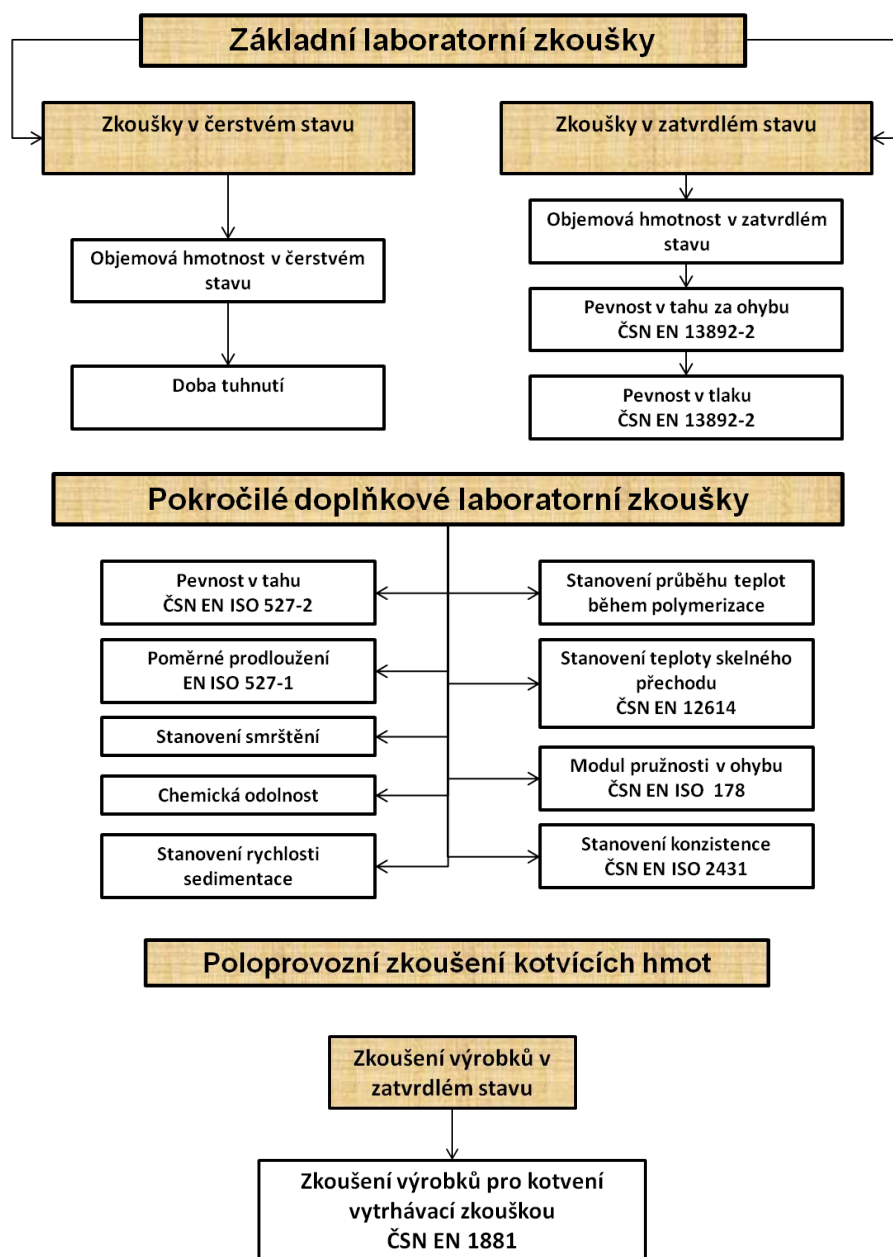 Základní laboratorní zkoušky
Zkoušky v čerstvém stavu
Objemová hmotnost v čerstvém
stavu
Doba tuhnutí
Zkoušky v zatvrdlém stavu
Objemová hmotnost v zatvrdlém
stavu
Pevnost v tahu za ohybu
ČSN EN 13892-2
Pevnost v tlaku
ČSN EN 13892-2
Pokročilé doplňkové laboratorní zkoušky
Pevnost v tahu
ČSN EN ISO 527-2
Poměrné prodloužení
EN ISO 527-1
Stanovení smrštění
Chemická odolnost
Stanovení rychlosti
sedimentace
Stanovení průběhu teplot
během polymerizace
Stanovení teploty skelného
přechodu
ČSN EN 12614
Modul pružnosti v ohybu
ČSN EN ISO 178
Stanovení konzistence
ČSN EN ISO 2431
Poloprovozní zkoušení kotvících hmot
Zkoušení výrobků v
zatvrdlém stavu
Zkoušení výrobků pro kotvení
vytrhávací zkouškou
ČSN EN 1881